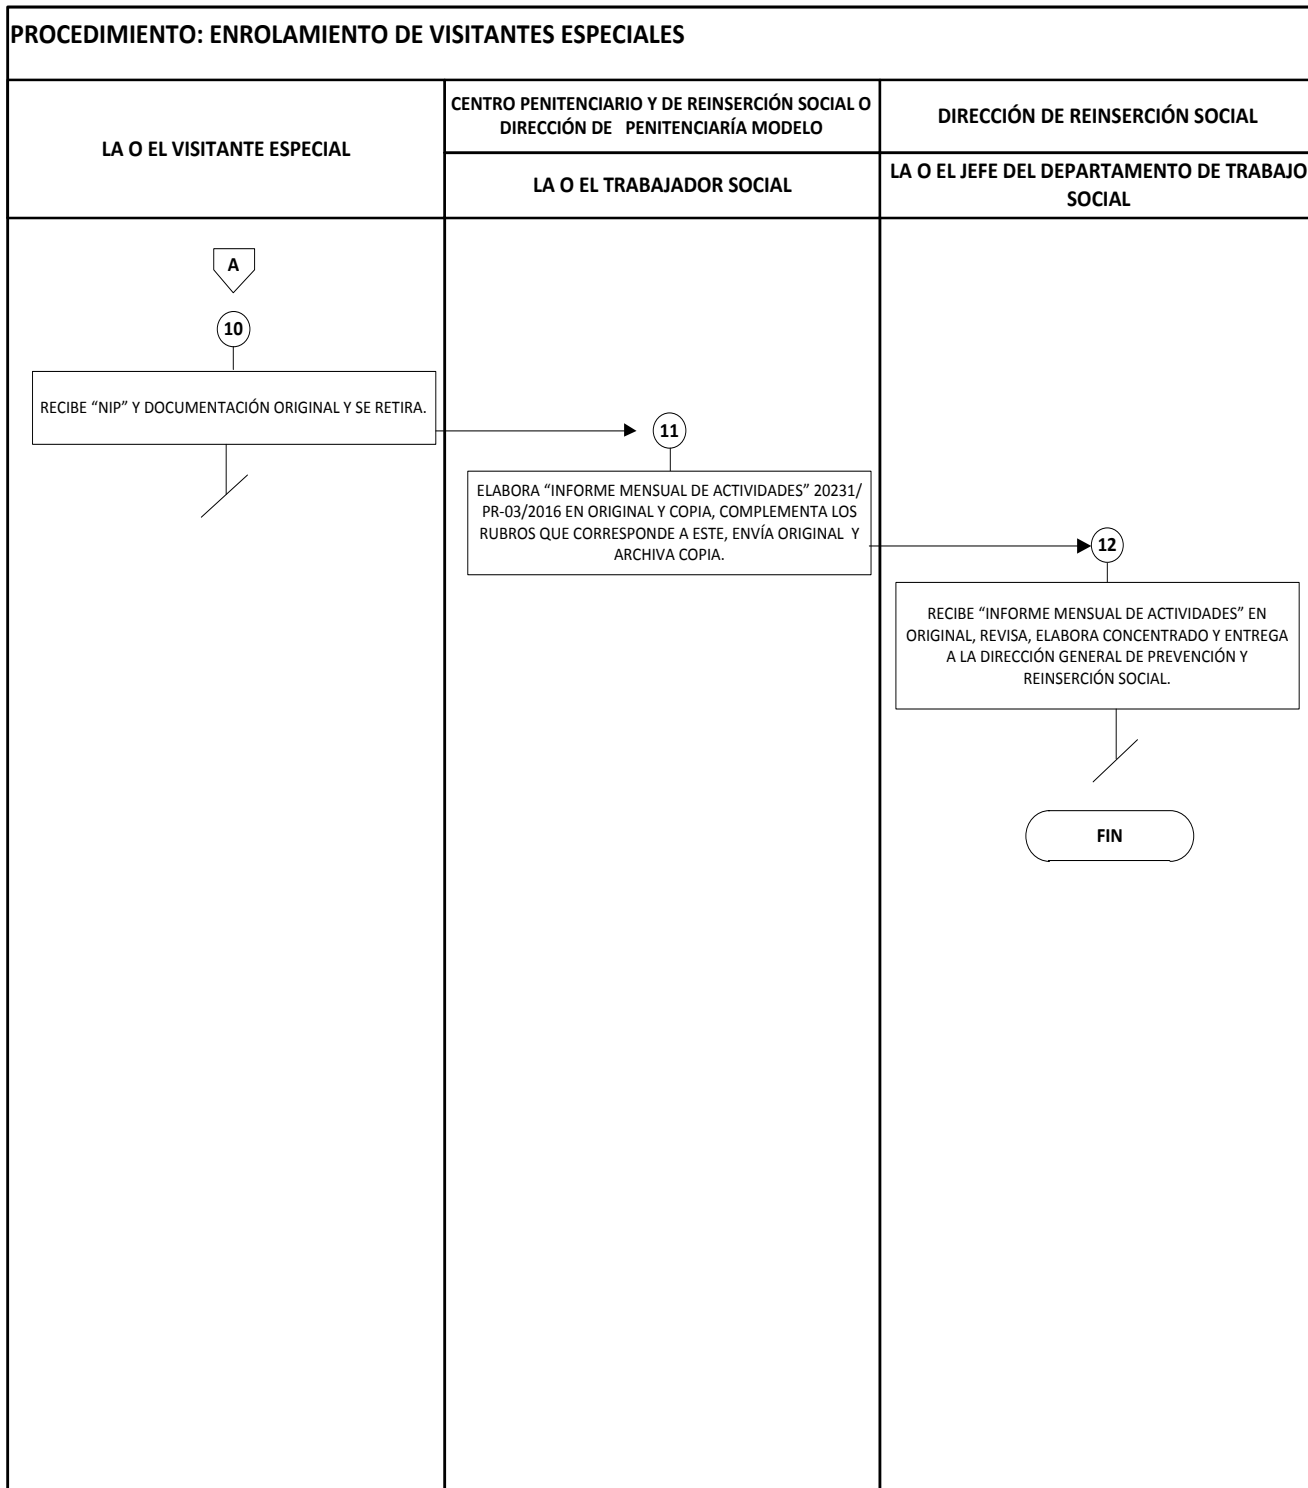 PROCEDIMIENTO: ENROLAMIENTO DE VISITANTES ESPECIALES
LA O EL VISITANTE ESPECIAL
CENTRO PENITENCIARIO Y DE REINSERCIÓN SOCIAL O
DIRECCIÓN DE PENITENCIARÍA MODELO
LA O EL TRABAJADOR SOCIAL
DIRECCIÓN DE REINSERCIÓN SOCIAL
LA O EL JEFE DEL DEPARTAMENTO DE TRABAJO
SOCIAL
A
10
RECIBE “NIP” Y DOCUMENTACIÓN ORIGINAL Y SE RETIRA.
11
ELABORA “INFORME MENSUAL DE ACTIVIDADES” 20231/
PR-03/2016 EN ORIGINAL Y COPIA, COMPLEMENTA LOS
RUBROS QUE CORRESPONDE A ESTE, ENVÍA ORIGINAL Y
ARCHIVA COPIA.
12
RECIBE “INFORME MENSUAL DE ACTIVIDADES” EN
ORIGINAL, REVISA, ELABORA CONCENTRADO Y ENTREGA
A LA DIRECCIÓN GENERAL DE PREVENCIÓN Y
REINSERCIÓN SOCIAL.
FIN